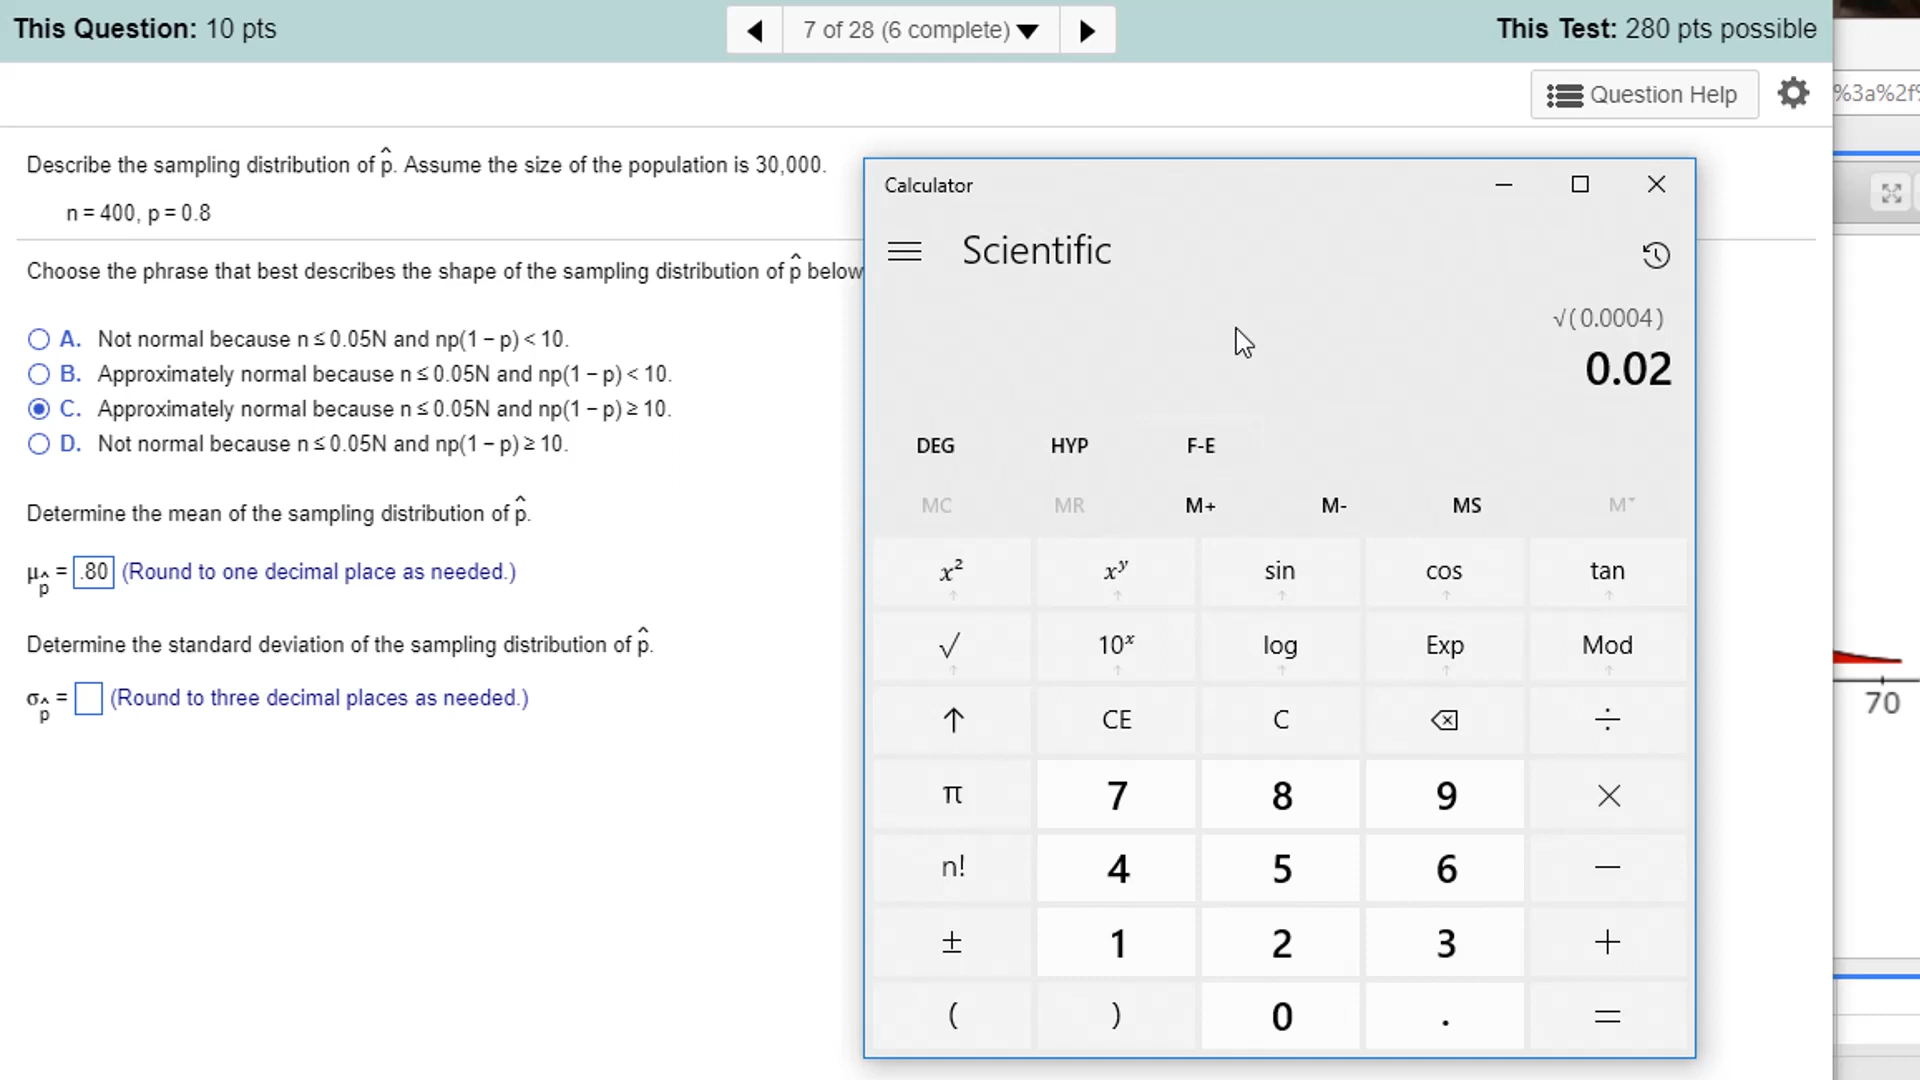 This Question: 10 pts
7 of 28 (6 complete)
This Test: 280 pts possible
Question Help
%3a%2f%
Describe the sampling distribution of p̂. Assume the size of the population is 30,000.
n = 400, p = 0.8
Choose the phrase that best describes the shape of the sampling distribution of p̂ below
A. Not normal because n ≤ 0.05N and np(1 − p) < 10.
B. Approximately normal because n ≤ 0.05N and np(1 − p) < 10.
C. Approximately normal because n ≤ 0.05N and np(1 − p) ≥ 10.
D. Not normal because n ≤ 0.05N and np(1 − p) ≥ 10.
Determine the mean of the sampling distribution of p̂.
μp̂ = .80 (Round to one decimal place as needed.)
Determine the standard deviation of the sampling distribution of p̂.
σp̂ = (Round to three decimal places as needed.)
Calculator
Scientific
√(0.0004)
0.02
DEG HYP F-E
MC MR M+ M- MS M˅
x² xʸ sin cos tan
√ 10ˣ log Exp Mod
↑ CE C ⌫ ÷
π 7 8 9 ×
n! 4 5 6 −
± 1 2 3 +
( ) 0 . =
70